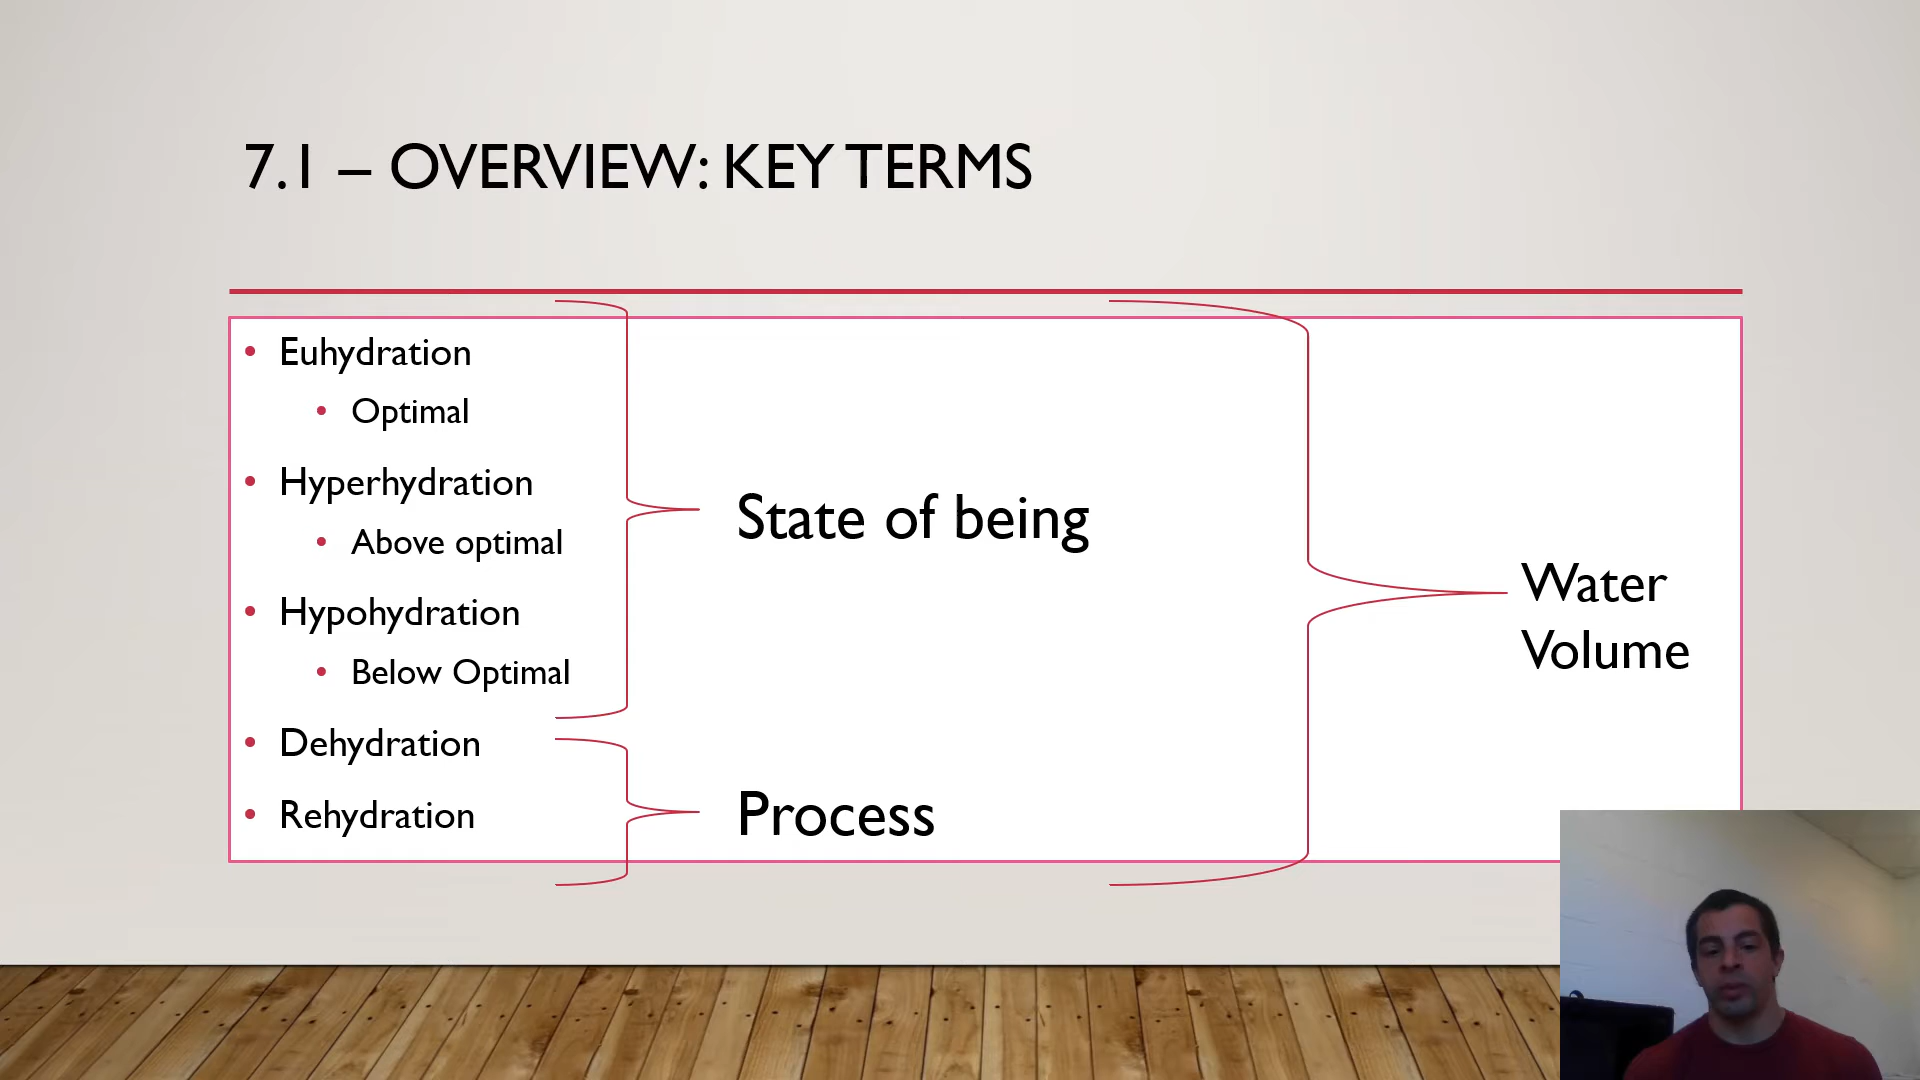 7.1 – OVERVIEW: KEY TERMS
• Euhydration
• Optimal
• Hyperhydration
• Above optimal
• Hypohydration
• Below Optimal
• Dehydration
• Rehydration
State of being
Process
Water
Volume